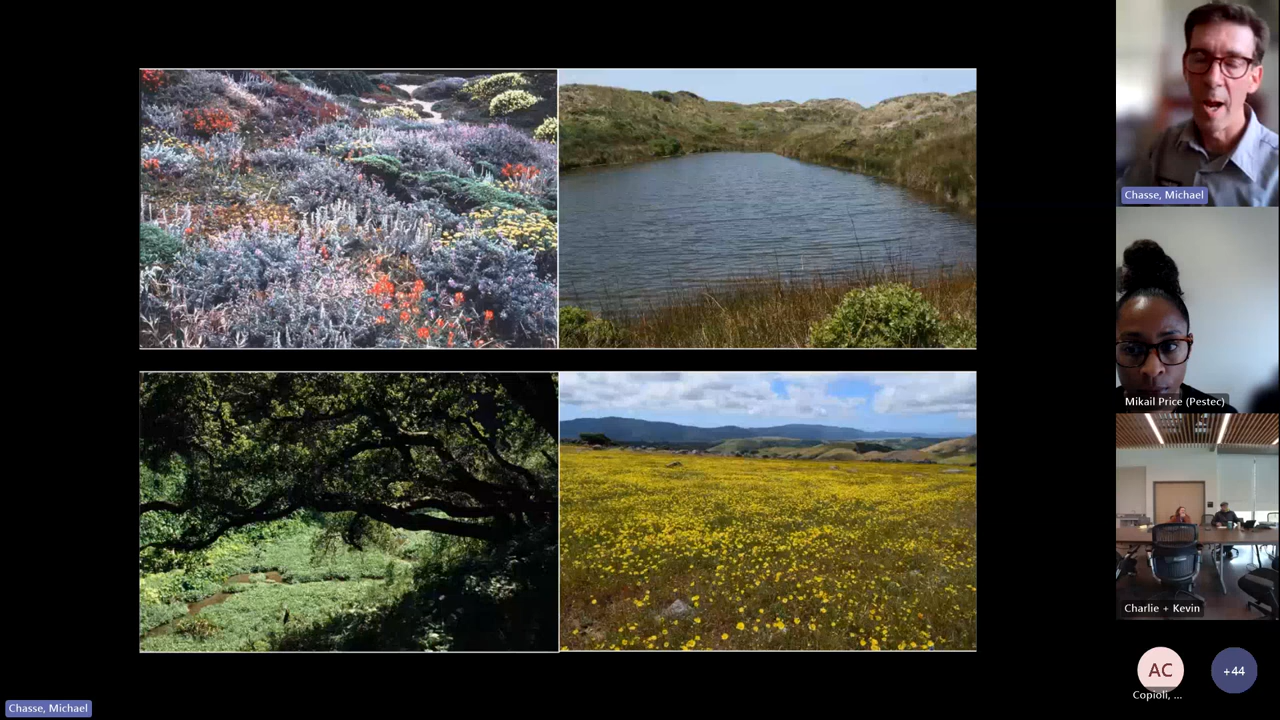 Chasse, Michael
Mikail Price (Pestec)
Charlie + Kevin
AC
+44
Copioli, ...
Chasse, Michael